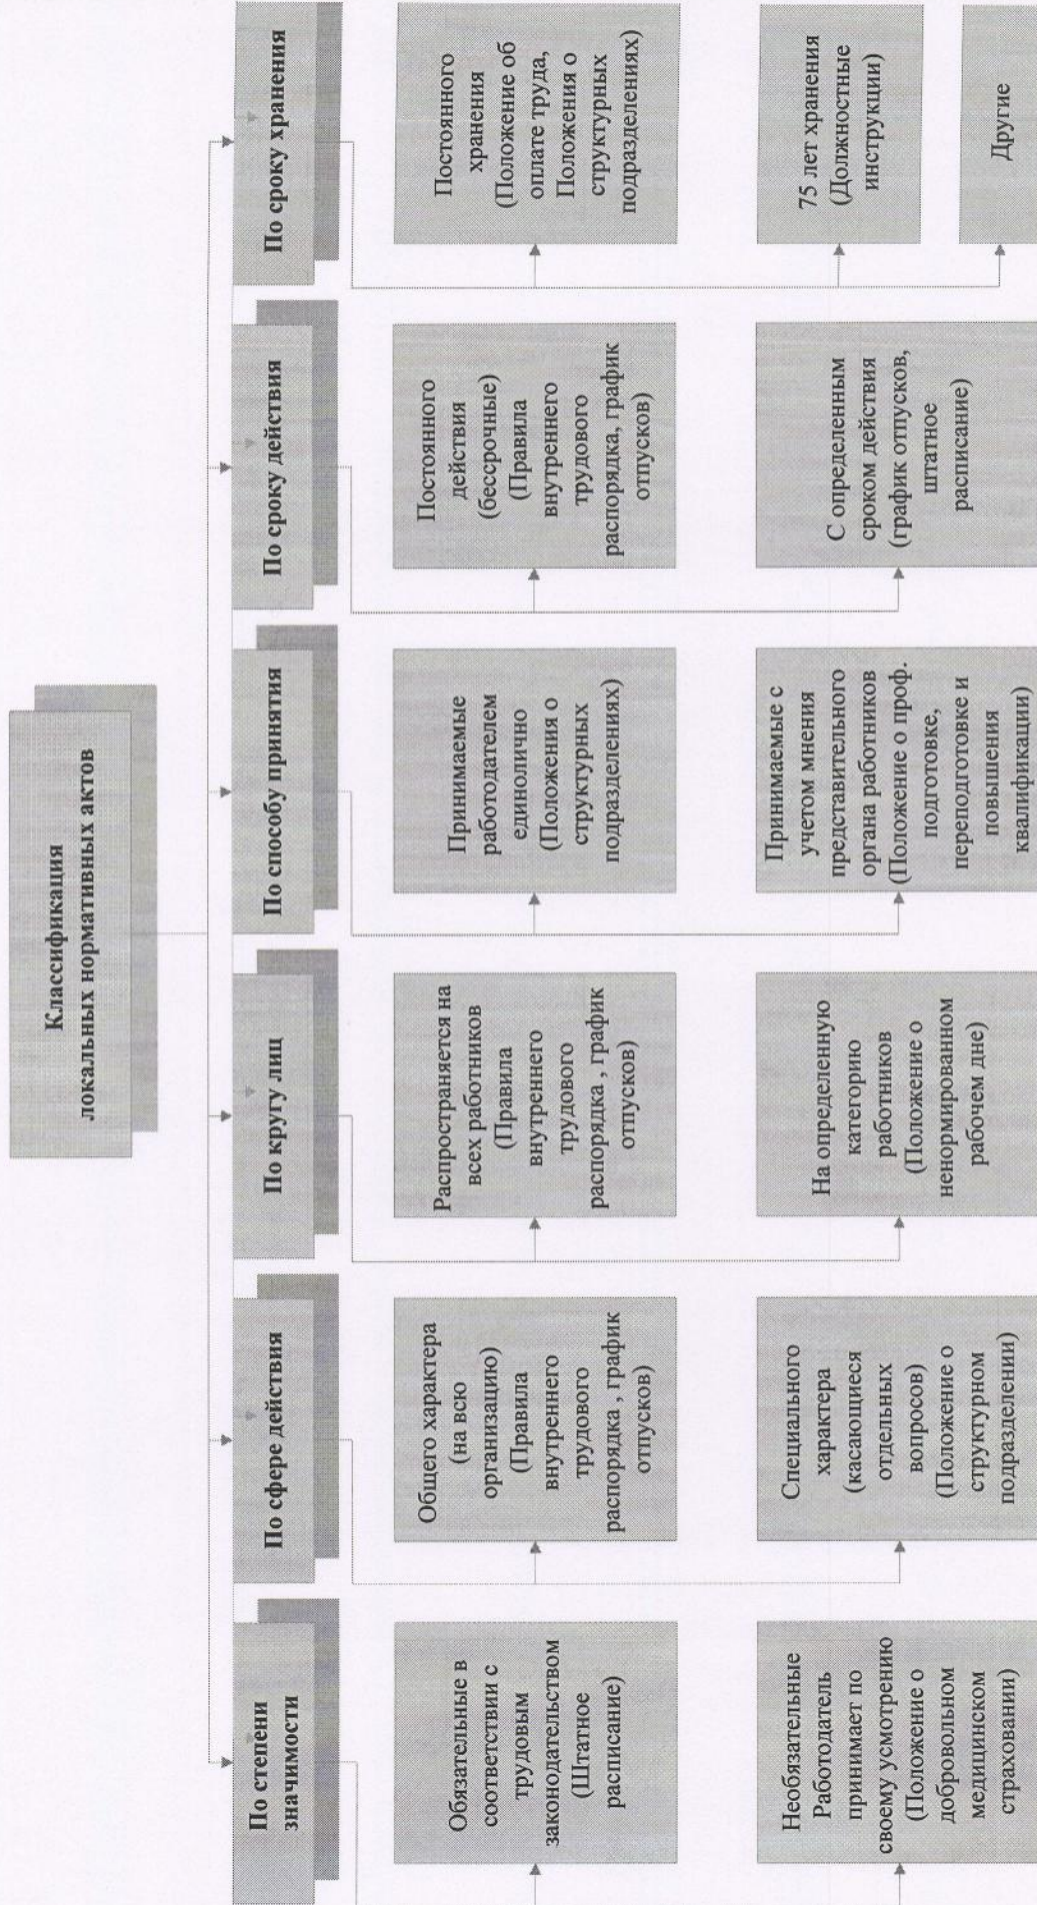 Классификация
локальных нормативных актов
По степени
значимости
По сфере действия
По кругу лиц
По способу принятия
По сроку действия
По сроку хранения
Обязательные в
соответствии с
трудовым
законодательством
(Штатное
расписание)
Общего характера
(на всю
организацию)
(Правила
внутреннего
трудового
распорядка , график
отпусков)
Распространяется на
всех работников
(Правила
внутреннего
трудового
распорядка , график
отпусков)
Принимаемые
работодателем
единолично
(Положения о
структурных
подразделениях)
Постоянного
действия
(бессрочные)
(Правила
внутреннего
трудового
распорядка, график
отпусков)
Постоянного
хранения
(Положение об
оплате труда,
Положения о
структурных
подразделениях)
Необязательные
Работодатель
принимает по
своему усмотрению
(Положение о
добровольном
медицинском
страховании)
Специального
характера
(касающиеся
отдельных
вопросов)
(Положение о
структурном
подразделении)
На определенную
категорию
работников
(Положение о
ненормированном
рабочем дне)
Принимаемые с
учетом мнения
представительного
органа работников
(Положение о проф.
подготовке,
переподготовке и
повышения
квалификации)
С определенным
сроком действия
(график отпусков,
штатное
расписание)
75 лет хранения
(Должностные
инструкции)
Другие